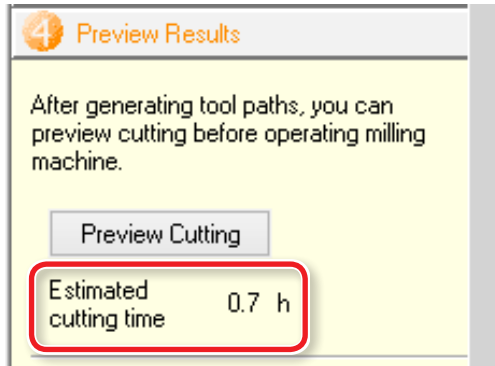 4 Preview Results
After generating tool paths, you can
preview cutting before operating milling
machine.
Preview Cutting
Estimated
cutting time 0.7 h